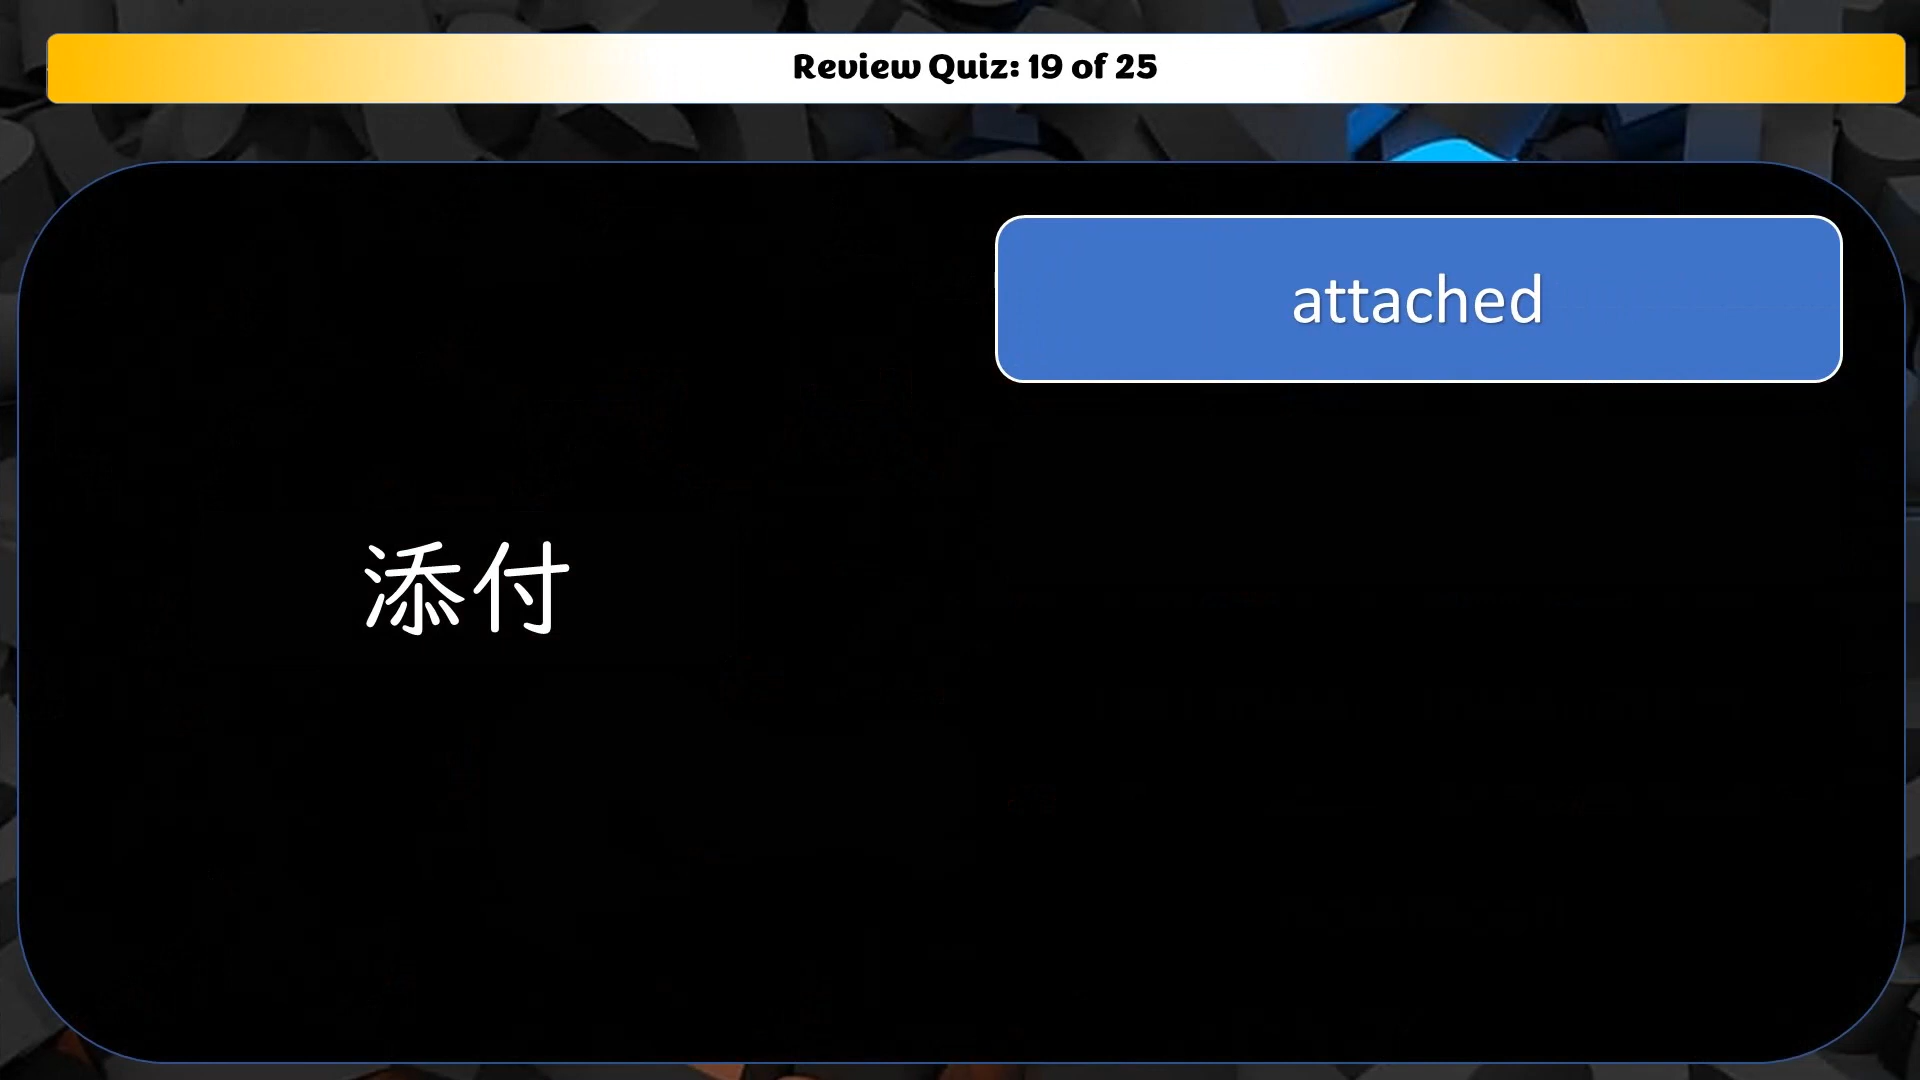 Review Quiz: 19 of 25
attached
添付